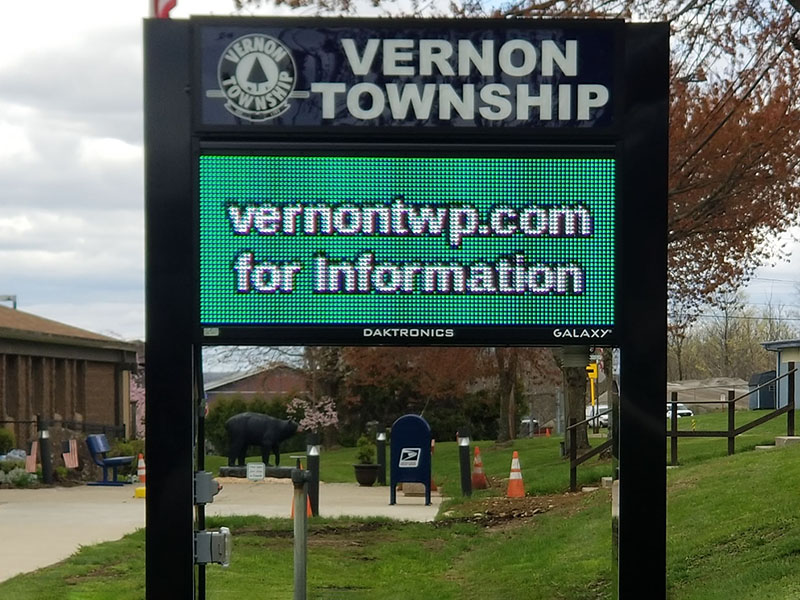 VERNON
TOWNSHIP
VERNON
TOWNSHIP
vernontwp.com
for Information
DAKTRONICS
GALAXY